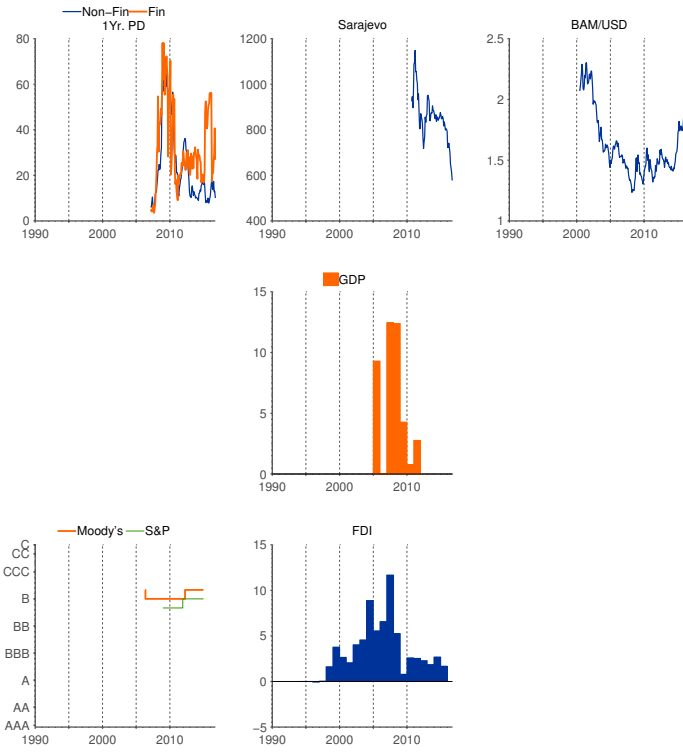 Non−Fin Fin
1Yr. PD
Sarajevo
BAM/USD
80
60
40
20
0
1990 2000 2010
1200
1000
800
600
400
1990 2000 2010
2.5
2
1.5
1
1990 2000 2010
GDP
15
10
5
0
1990 2000 2010
Moody's S&P
C
CC
CCC
B
BB
BBB
A
AA
AAA
1990 2000 2010
FDI
15
10
5
0
−5
1990 2000 2010